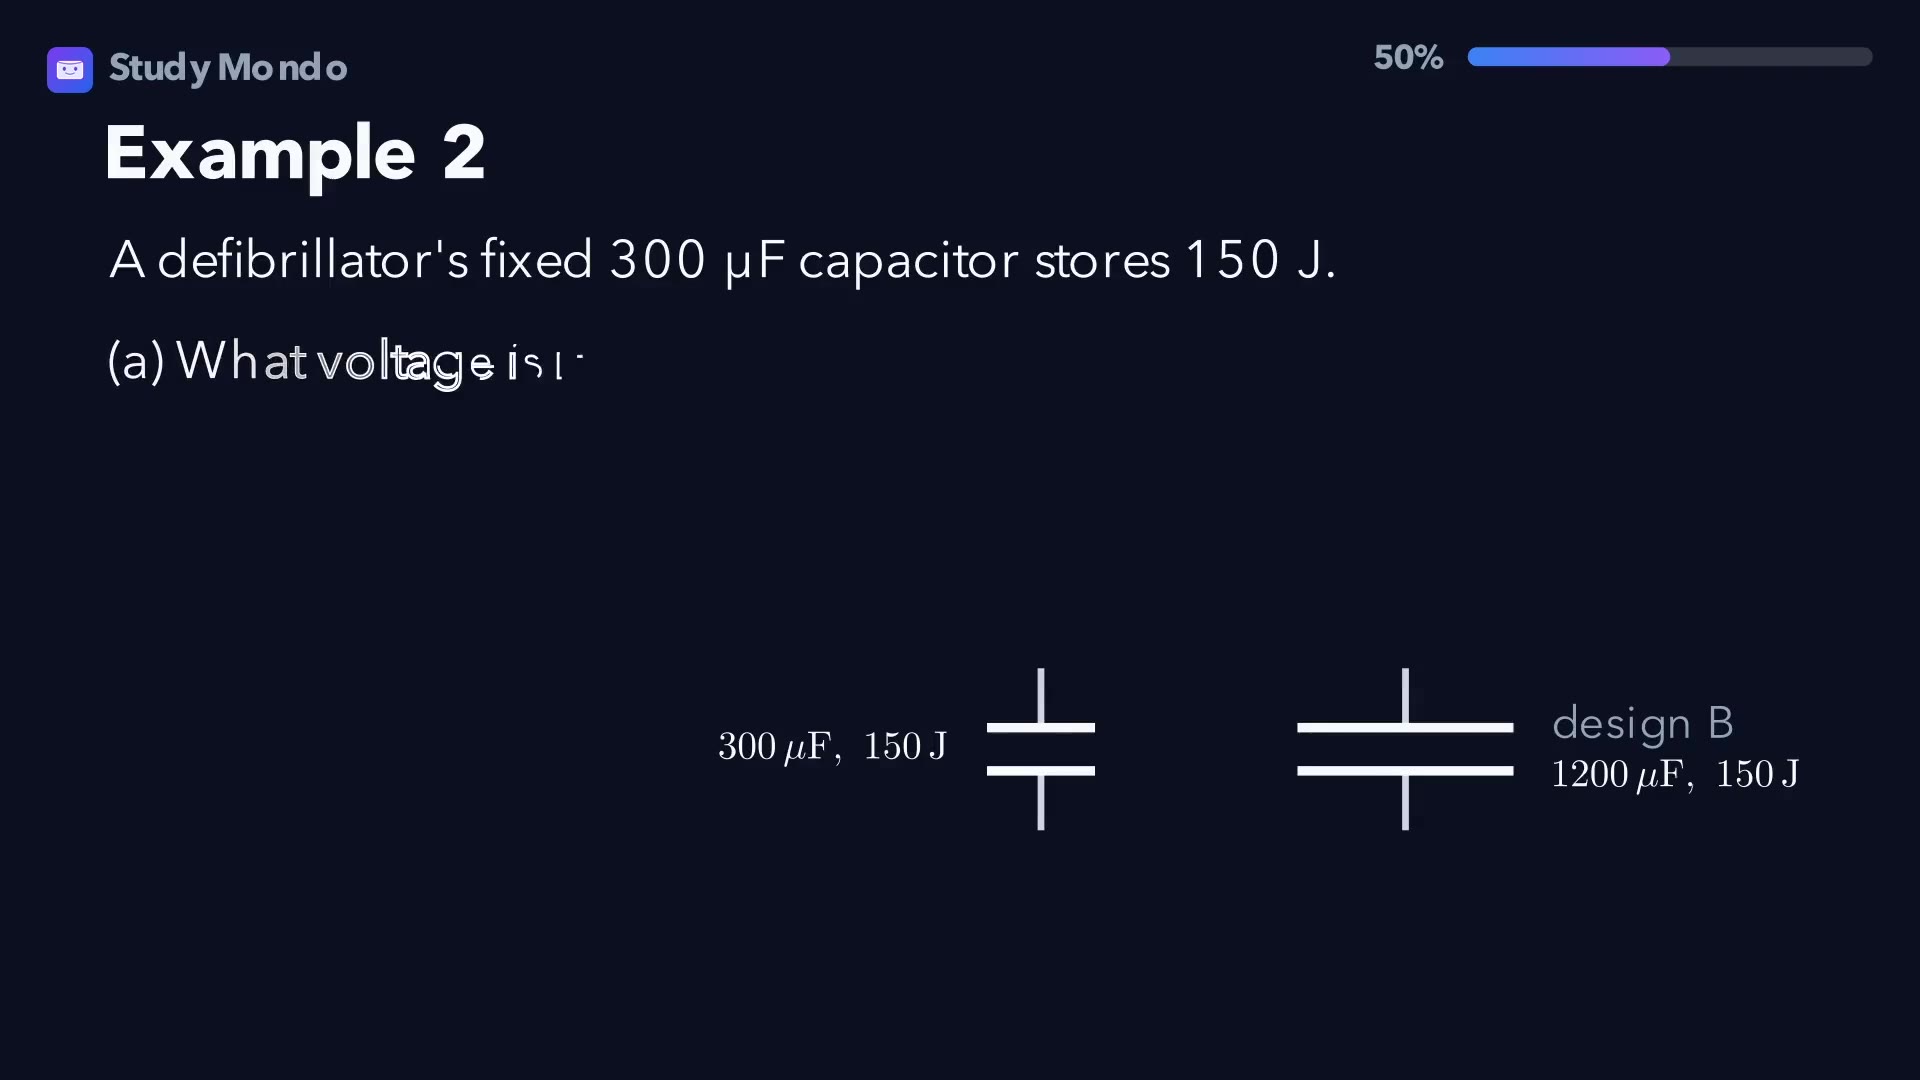 Study Mondo
50%
Example 2
A defibrillator's fixed 300 µF capacitor stores 150 J.
(a) What voltage is
300 µF, 150 J
design B
1200 µF, 150 J